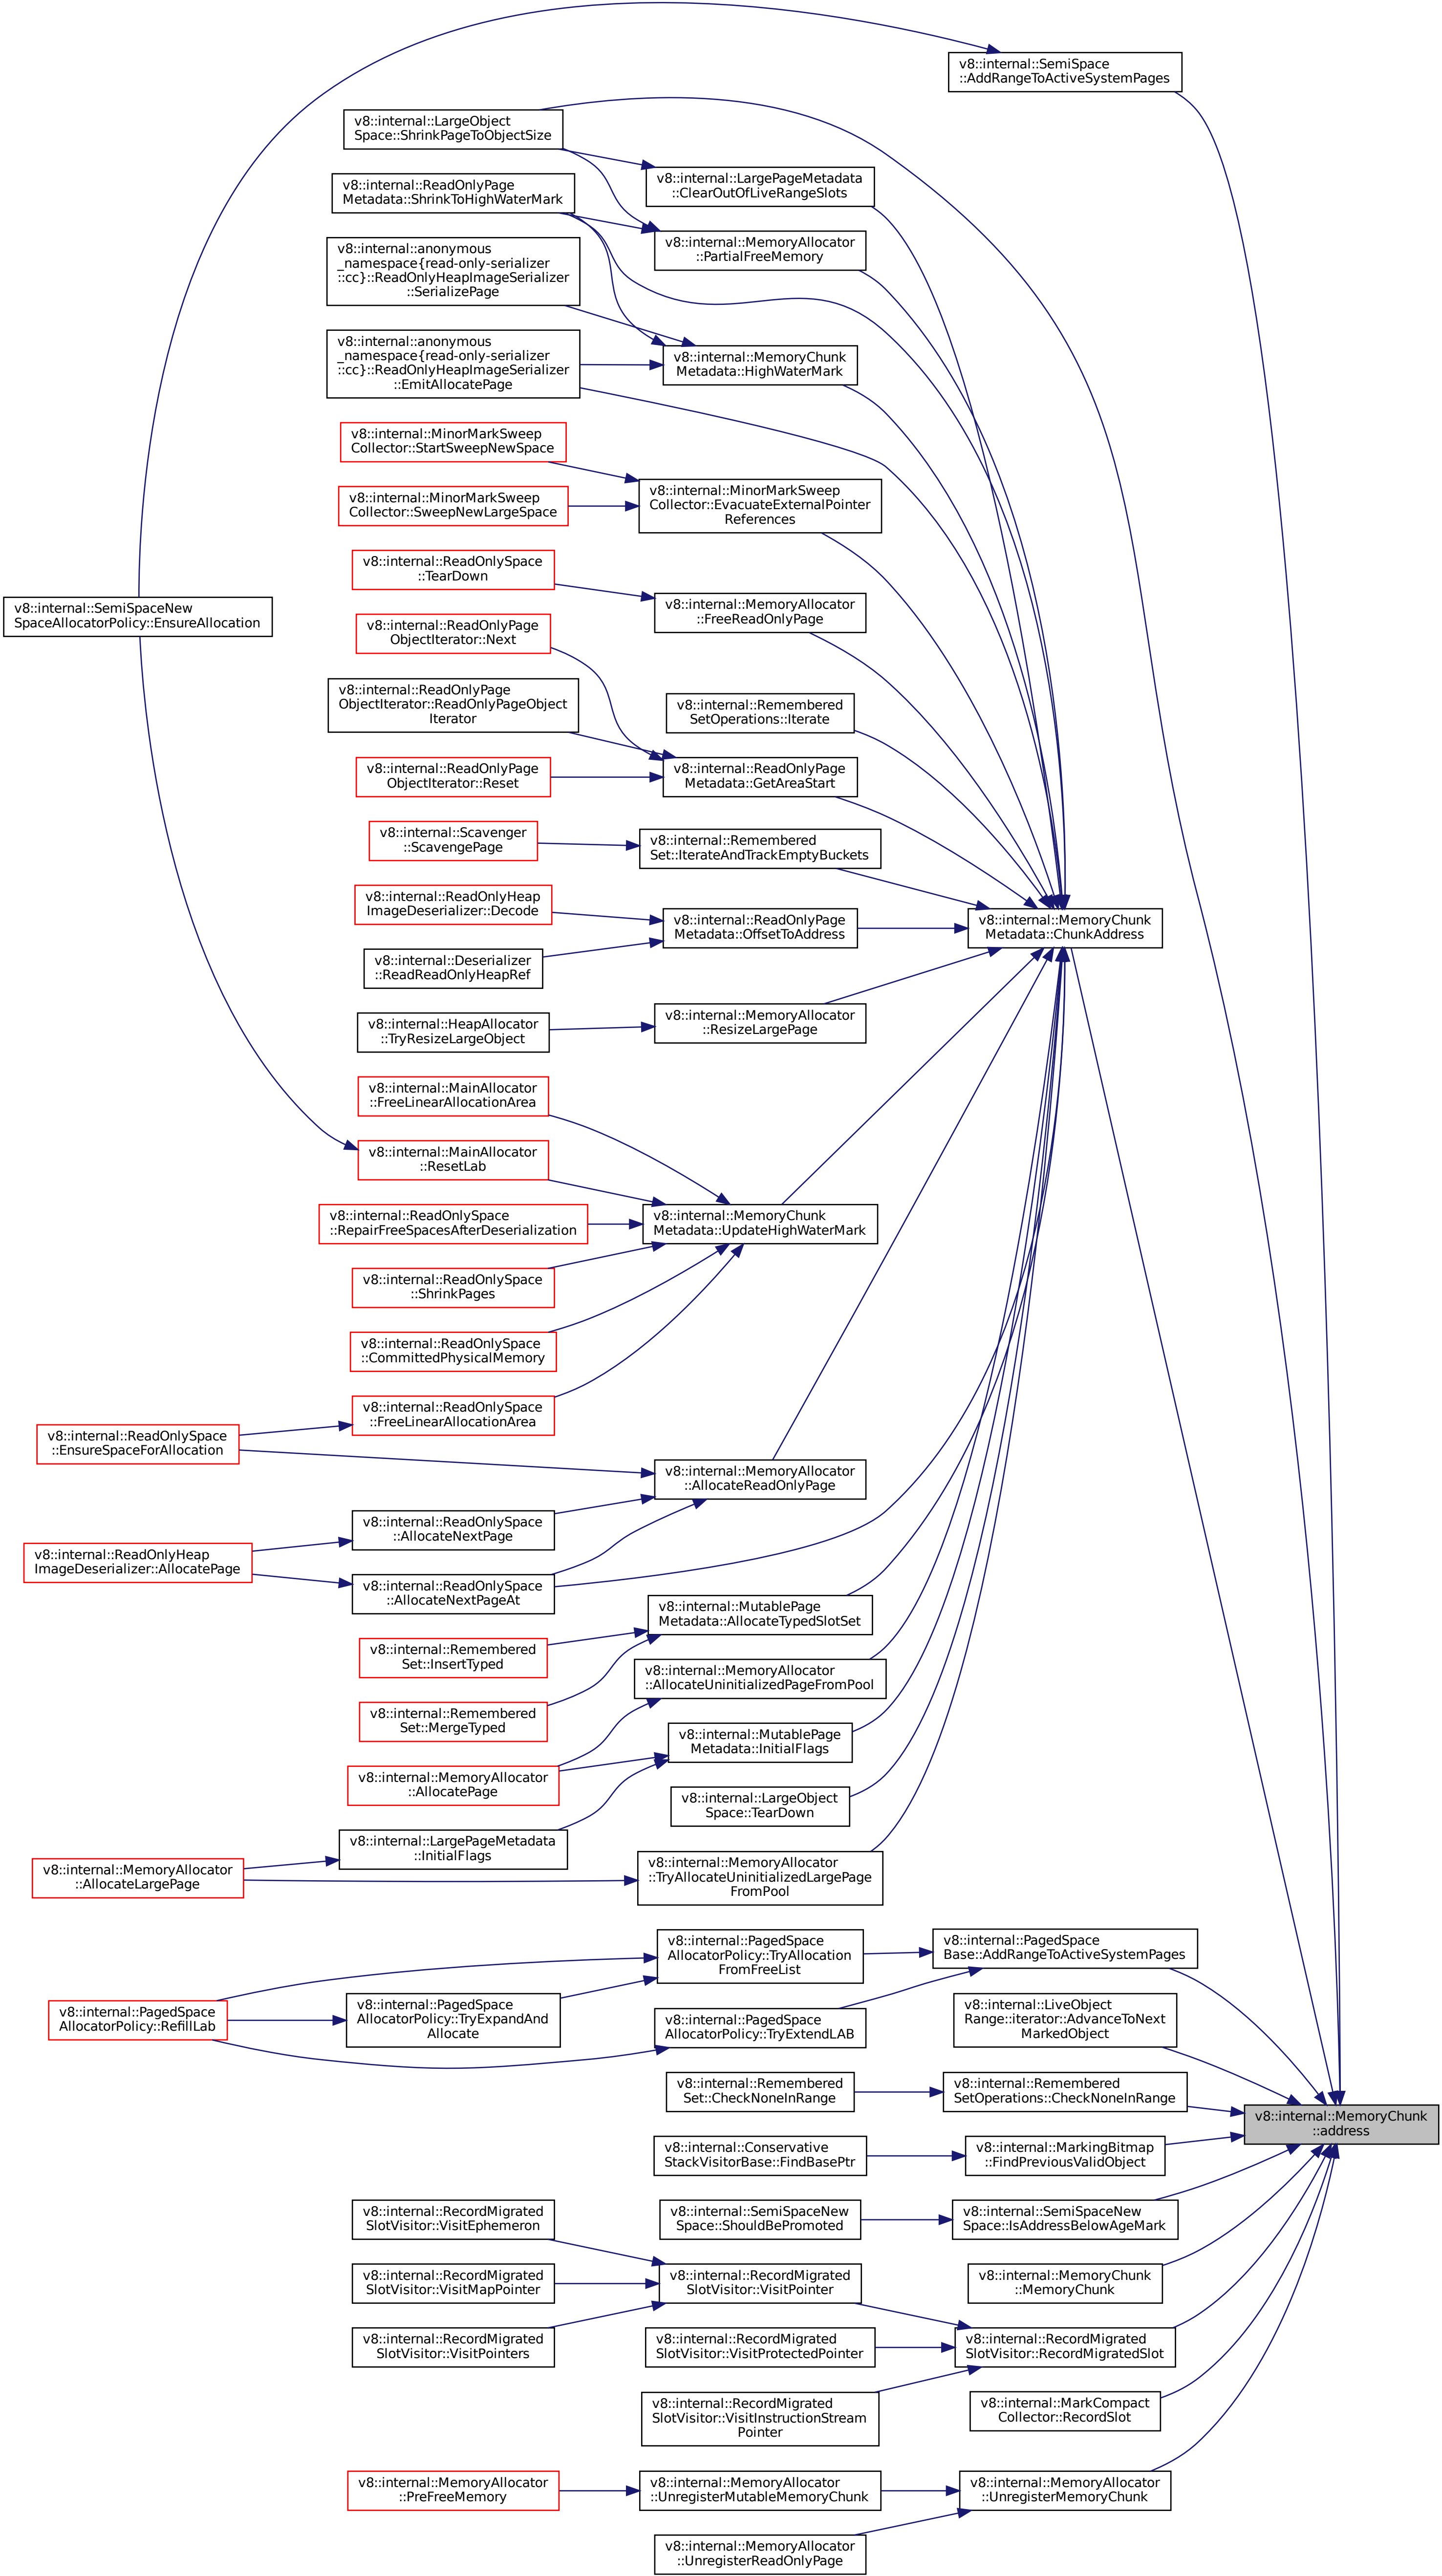 v8::internal::SemiSpace
::AddRangeToActiveSystemPages
v8::internal::LargeObject
Space::ShrinkPageToObjectSize
v8::internal::LargePageMetadata
::ClearOutOfLiveRangeSlots
v8::internal::ReadOnlyPage
Metadata::ShrinkToHighWaterMark
v8::internal::MemoryAllocator
::PartialFreeMemory
v8::internal::anonymous
_namespace{read-only-serializer
::cc}::ReadOnlyHeapImageSerializer
::SerializePage
v8::internal::anonymous
_namespace{read-only-serializer
::cc}::ReadOnlyHeapImageSerializer
::EmitAllocatePage
v8::internal::MemoryChunk
Metadata::HighWaterMark
v8::internal::MinorMarkSweep
Collector::StartSweepNewSpace
v8::internal::MinorMarkSweep
Collector::SweepNewLargeSpace
v8::internal::MinorMarkSweep
Collector::EvacuateExternalPointer
References
v8::internal::ReadOnlySpace
::TearDown
v8::internal::MemoryAllocator
::FreeReadOnlyPage
v8::internal::SemiSpaceNew
SpaceAllocatorPolicy::EnsureAllocation
v8::internal::ReadOnlyPage
ObjectIterator::Next
v8::internal::ReadOnlyPage
ObjectIterator::ReadOnlyPageObject
Iterator
v8::internal::Remembered
SetOperations::Iterate
v8::internal::ReadOnlyPage
ObjectIterator::Reset
v8::internal::ReadOnlyPage
Metadata::GetAreaStart
v8::internal::Scavenger
::ScavengePage
v8::internal::Remembered
Set::IterateAndTrackEmptyBuckets
v8::internal::ReadOnlyHeap
ImageDeserializer::Decode
v8::internal::ReadOnlyPage
Metadata::OffsetToAddress
v8::internal::MemoryChunk
Metadata::ChunkAddress
v8::internal::Deserializer
::ReadReadOnlyHeapRef
v8::internal::HeapAllocator
::TryResizeLargeObject
v8::internal::MemoryAllocator
::ResizeLargePage
v8::internal::MainAllocator
::FreeLinearAllocationArea
v8::internal::MainAllocator
::ResetLab
v8::internal::ReadOnlySpace
::RepairFreeSpacesAfterDeserialization
v8::internal::MemoryChunk
Metadata::UpdateHighWaterMark
v8::internal::ReadOnlySpace
::ShrinkPages
v8::internal::ReadOnlySpace
::CommittedPhysicalMemory
v8::internal::ReadOnlySpace
::FreeLinearAllocationArea
v8::internal::ReadOnlySpace
::EnsureSpaceForAllocation
v8::internal::MemoryAllocator
::AllocateReadOnlyPage
v8::internal::ReadOnlySpace
::AllocateNextPage
v8::internal::ReadOnlyHeap
ImageDeserializer::AllocatePage
v8::internal::ReadOnlySpace
::AllocateNextPageAt
v8::internal::MutablePage
Metadata::AllocateTypedSlotSet
v8::internal::Remembered
Set::InsertTyped
v8::internal::MemoryAllocator
::AllocateUninitializedPageFromPool
v8::internal::Remembered
Set::MergeTyped
v8::internal::MutablePage
Metadata::InitialFlags
v8::internal::MemoryAllocator
::AllocatePage
v8::internal::LargeObject
Space::TearDown
v8::internal::LargePageMetadata
::InitialFlags
v8::internal::MemoryAllocator
::AllocateLargePage
v8::internal::MemoryAllocator
::TryAllocateUninitializedLargePage
FromPool
v8::internal::PagedSpace
AllocatorPolicy::TryAllocation
FromFreeList
v8::internal::PagedSpace
Base::AddRangeToActiveSystemPages
v8::internal::PagedSpace
AllocatorPolicy::RefillLab
v8::internal::PagedSpace
AllocatorPolicy::TryExpandAnd
Allocate
v8::internal::PagedSpace
AllocatorPolicy::TryExtendLAB
v8::internal::LiveObject
Range::iterator::AdvanceToNext
MarkedObject
v8::internal::Remembered
Set::CheckNoneInRange
v8::internal::Remembered
SetOperations::CheckNoneInRange
v8::internal::MemoryChunk
::address
v8::internal::Conservative
StackVisitorBase::FindBasePtr
v8::internal::MarkingBitmap
::FindPreviousValidObject
v8::internal::RecordMigrated
SlotVisitor::VisitEphemeron
v8::internal::SemiSpaceNew
Space::ShouldBePromoted
v8::internal::SemiSpaceNew
Space::IsAddressBelowAgeMark
v8::internal::RecordMigrated
SlotVisitor::VisitMapPointer
v8::internal::RecordMigrated
SlotVisitor::VisitPointer
v8::internal::MemoryChunk
::MemoryChunk
v8::internal::RecordMigrated
SlotVisitor::VisitPointers
v8::internal::RecordMigrated
SlotVisitor::VisitProtectedPointer
v8::internal::RecordMigrated
SlotVisitor::RecordMigratedSlot
v8::internal::RecordMigrated
SlotVisitor::VisitInstructionStream
Pointer
v8::internal::MarkCompact
Collector::RecordSlot
v8::internal::MemoryAllocator
::PreFreeMemory
v8::internal::MemoryAllocator
::UnregisterMutableMemoryChunk
v8::internal::MemoryAllocator
::UnregisterMemoryChunk
v8::internal::MemoryAllocator
::UnregisterReadOnlyPage